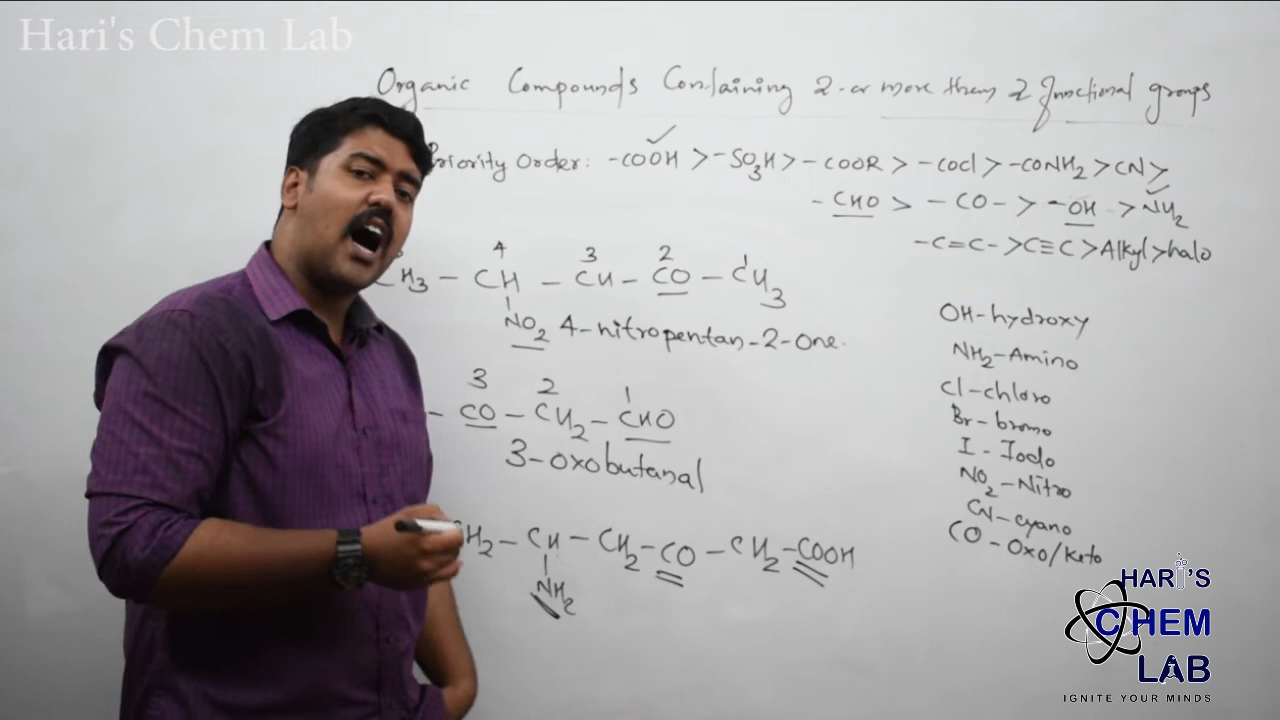 Hari's Chem Lab
Organic Compounds Containing 2 or more than 2 functional groups
Priority Order: -COOH > -SO3H > - COOR > - COCl > -CONH2 > CN >
- CHO > - CO - > - OH > NH2
-C=C- > C≡C > Alkyl > halo
4 3 2 1
CH3 - CH - CH - CO - CH3
NO2 4-nitropentan-2-one.
3 2 1
- CO - CH2 - CHO
3-oxobutanal
H2 - CH - CH2 - CO - CH2 - COOH
NH2
OH-hydroxy
NH2-Amino
Cl-chloro
Br-bromo
I-Iodo
NO2-Nitro
CN-cyano
CO-Oxo/Keto
HARI'S
CHEM
LAB
IGNITE YOUR MINDS